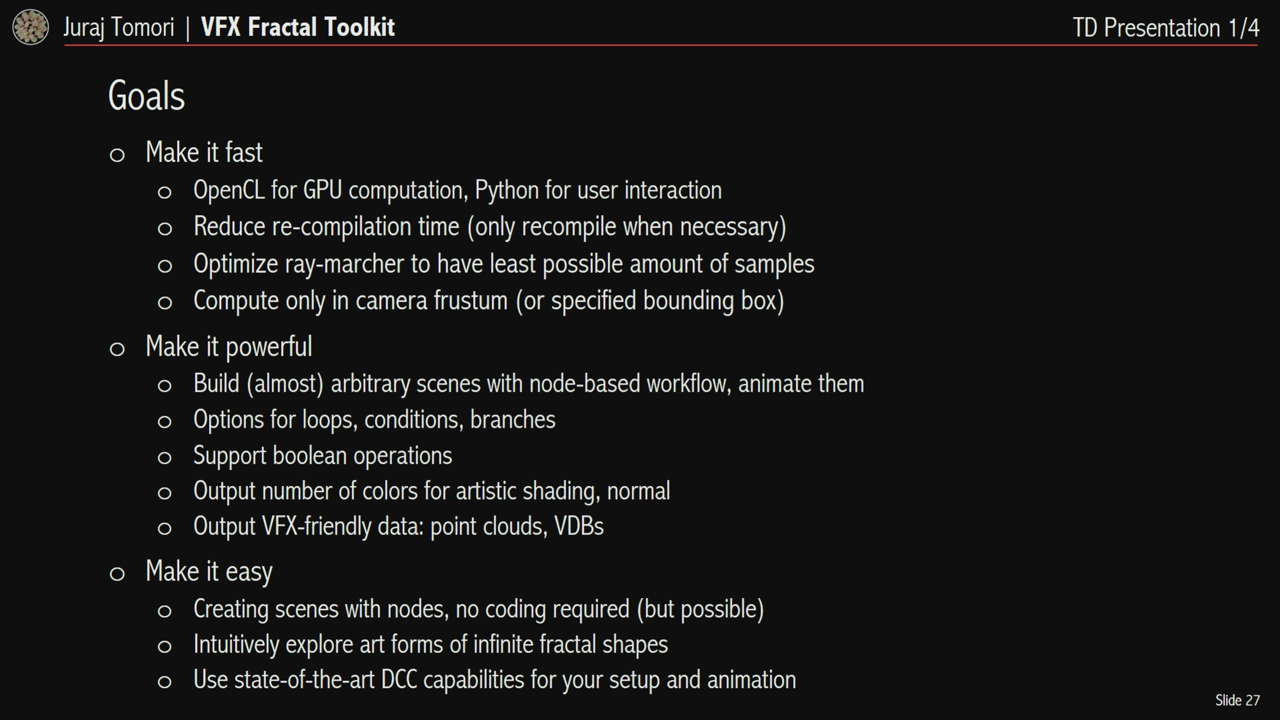 Juraj Tomori | VFX Fractal Toolkit
TD Presentation 1/4
Goals
Make it fast
OpenCL for GPU computation, Python for user interaction
Reduce re-compilation time (only recompile when necessary)
Optimize ray-marcher to have least possible amount of samples
Compute only in camera frustum (or specified bounding box)
Make it powerful
Build (almost) arbitrary scenes with node-based workflow, animate them
Options for loops, conditions, branches
Support boolean operations
Output number of colors for artistic shading, normal
Output VFX-friendly data: point clouds, VDBs
Make it easy
Creating scenes with nodes, no coding required (but possible)
Intuitively explore art forms of infinite fractal shapes
Use state-of-the-art DCC capabilities for your setup and animation
Slide 27